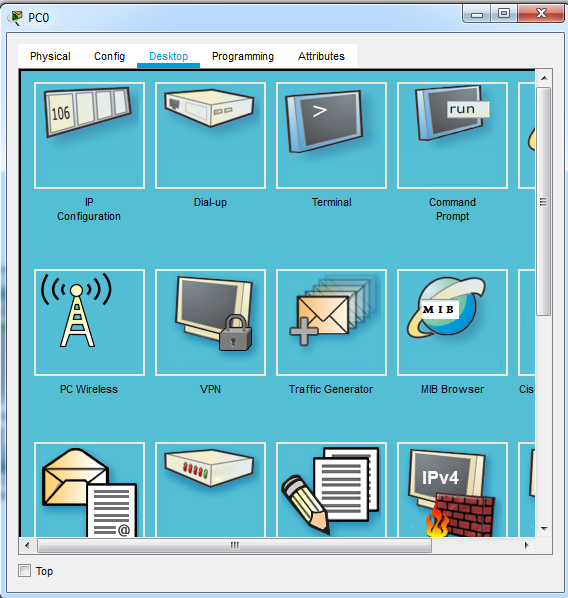 PC0
Physical Config Desktop Programming Attributes
106
>
run
IP
Configuration
Dial-up
Terminal
Command
Prompt
MIB
PC Wireless
VPN
Traffic Generator
MIB Browser
Cisc
@
IPv4
Top